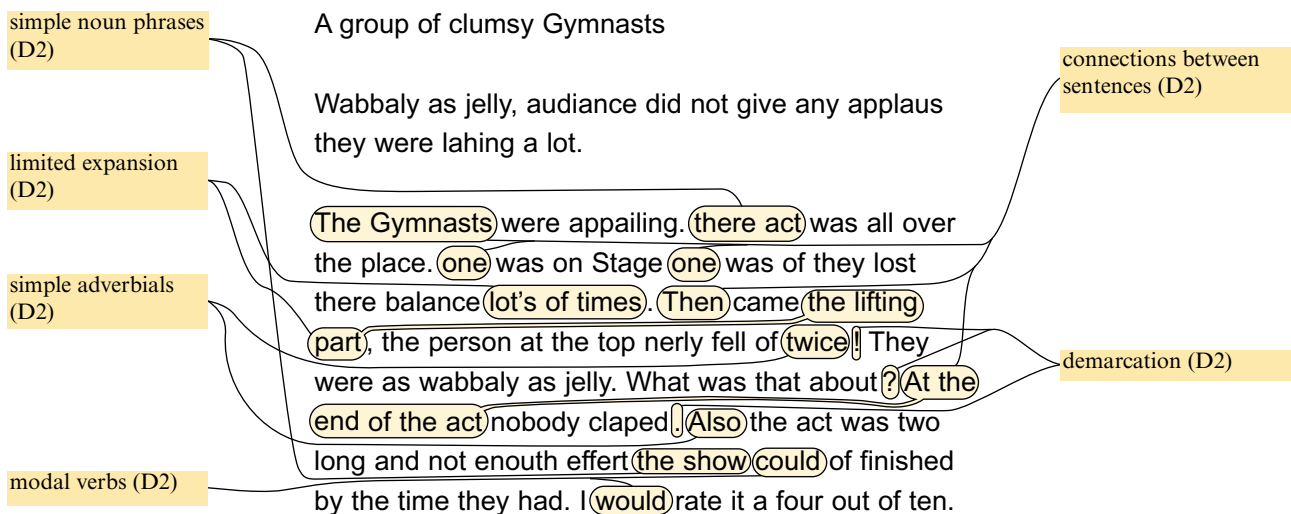 simple noun phrases
(D2)
limited expansion
(D2)
simple adverbials
(D2)
modal verbs (D2)
A group of clumsy Gymnasts
Wabbaly as jelly, audiance did not give any applaus
they were lahing a lot.
The Gymnasts were appailing. there act was all over
the place. one was on Stage one was of they lost
there balance lot's of times. Then came the lifting
part, the person at the top nerly fell of twice! They
were as wabbaly as jelly. What was that about? At the
end of the act nobody claped. Also the act was two
long and not enouth effert the show could of finished
by the time they had. I would rate it a four out of ten.
connections between
sentences (D2)
demarcation (D2)